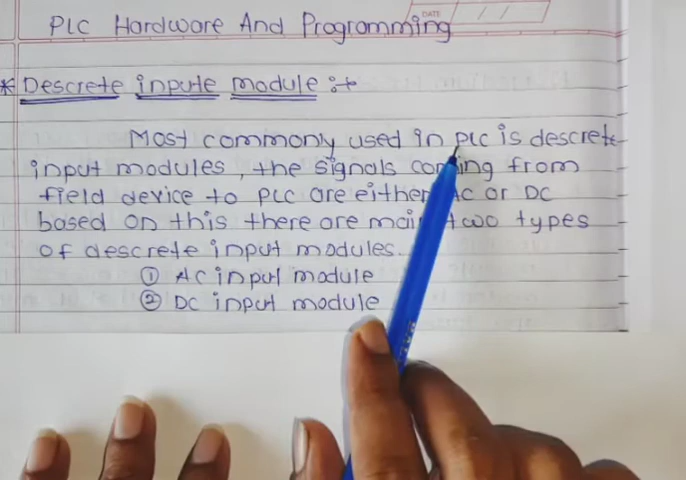 DATE
PLC Hardware And Programming
* Descrete inpute module :+
Most commonly used in PLC is descrete
input modules, the signals coming from
field device to PLC are either AC or DC
based on this there are main two types
of descrete input modules.
① AC input module
② DC input module